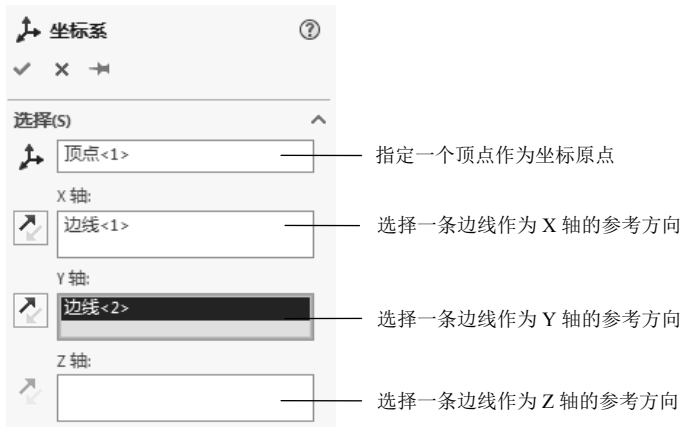 坐标系
选择(S)
顶点<1>
指定一个顶点作为坐标原点
X 轴:
边线<1>
选择一条边线作为 X 轴的参考方向
Y 轴:
边线<2>
选择一条边线作为 Y 轴的参考方向
Z 轴:
选择一条边线作为 Z 轴的参考方向